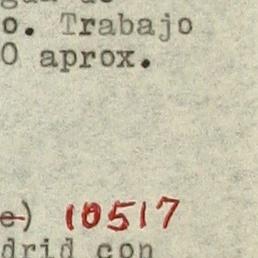 o. Trabajo
0 aprox.
e) 10517
drid con